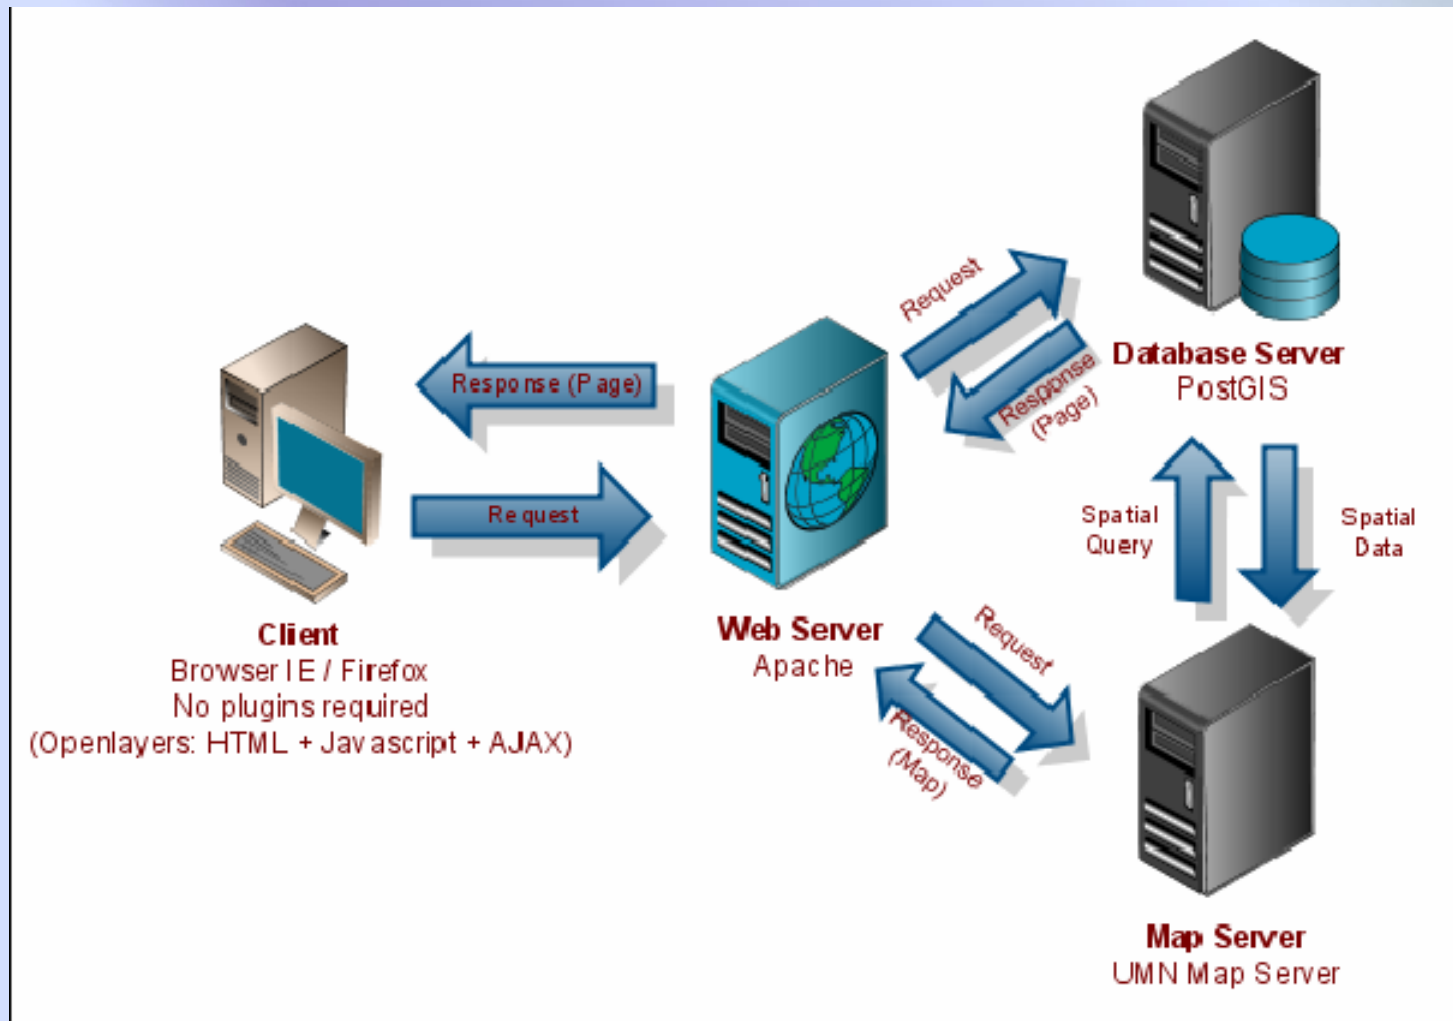 Request
Response
(Page)
Database Server
PostGIS
Response (Page)
Request
Spatial
Query
Spatial
Data
Client
Browser IE / Firefox
No plugins required
(Openlayers: HTML + Javascript + AJAX)
Web Server
Apache
Request
Response
(Map)
Map Server
UMN Map Server